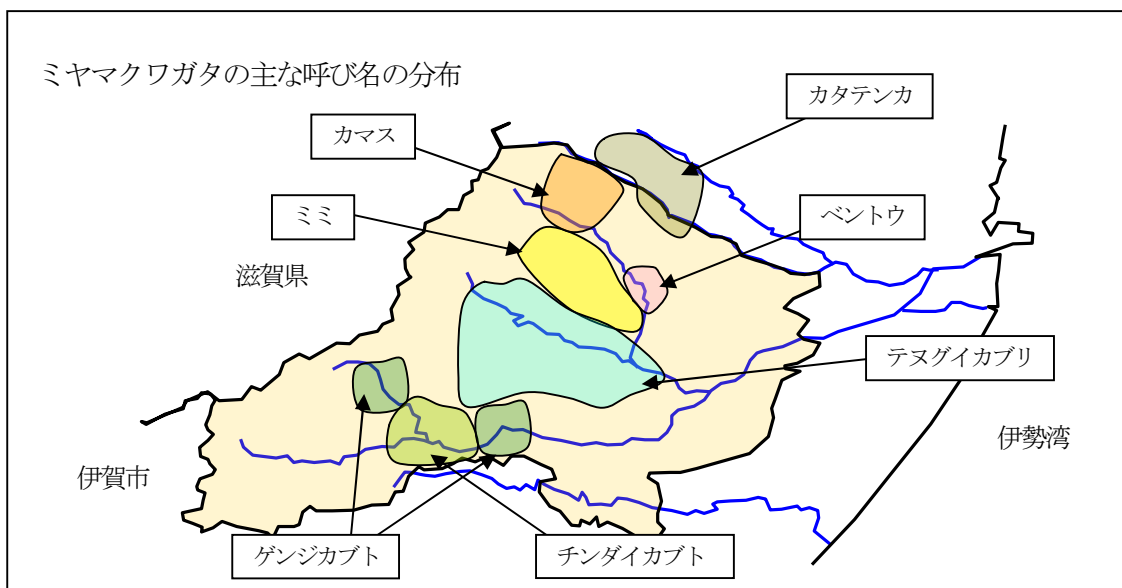 ミヤマクワガタの主な呼び名の分布
カタテンカ
カマス
ミミ
ベントウ
滋賀県
テヌグイカブリ
伊勢湾
伊賀市
ゲンジカブト
チンダイカブト